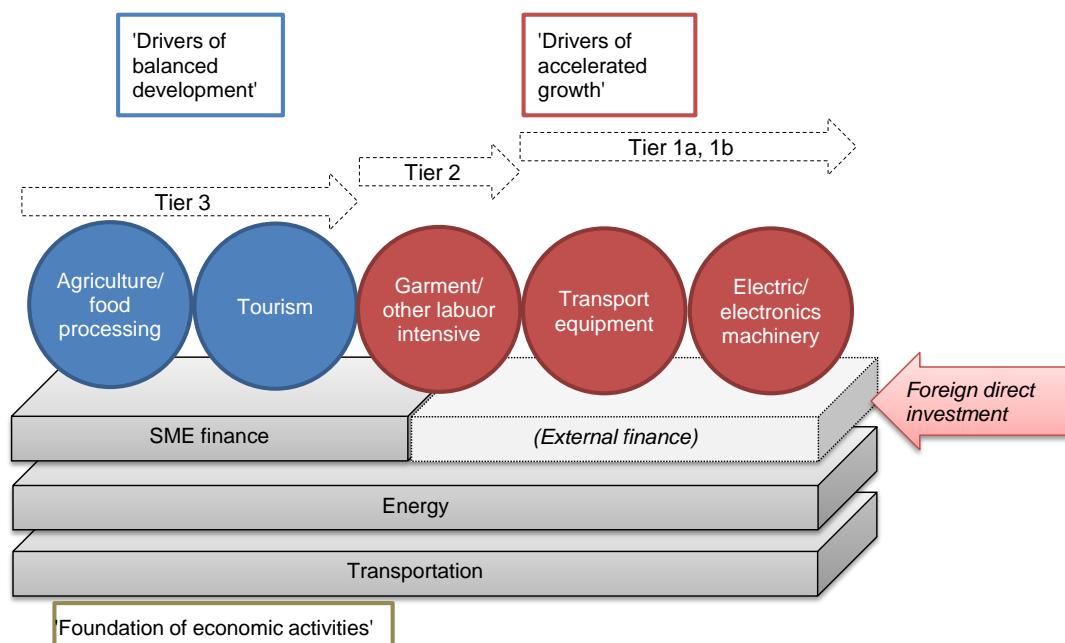 'Drivers of
balanced
development'
'Drivers of
accelerated
growth'
Tier 1a, 1b
Tier 2
Tier 3
Agriculture/
food
processing
Tourism
Garment/
other labuor
intensive
Transport
equipment
Electric/
electronics
machinery
Foreign direct
investment
SME finance
(External finance)
Energy
Transportation
'Foundation of economic activities'